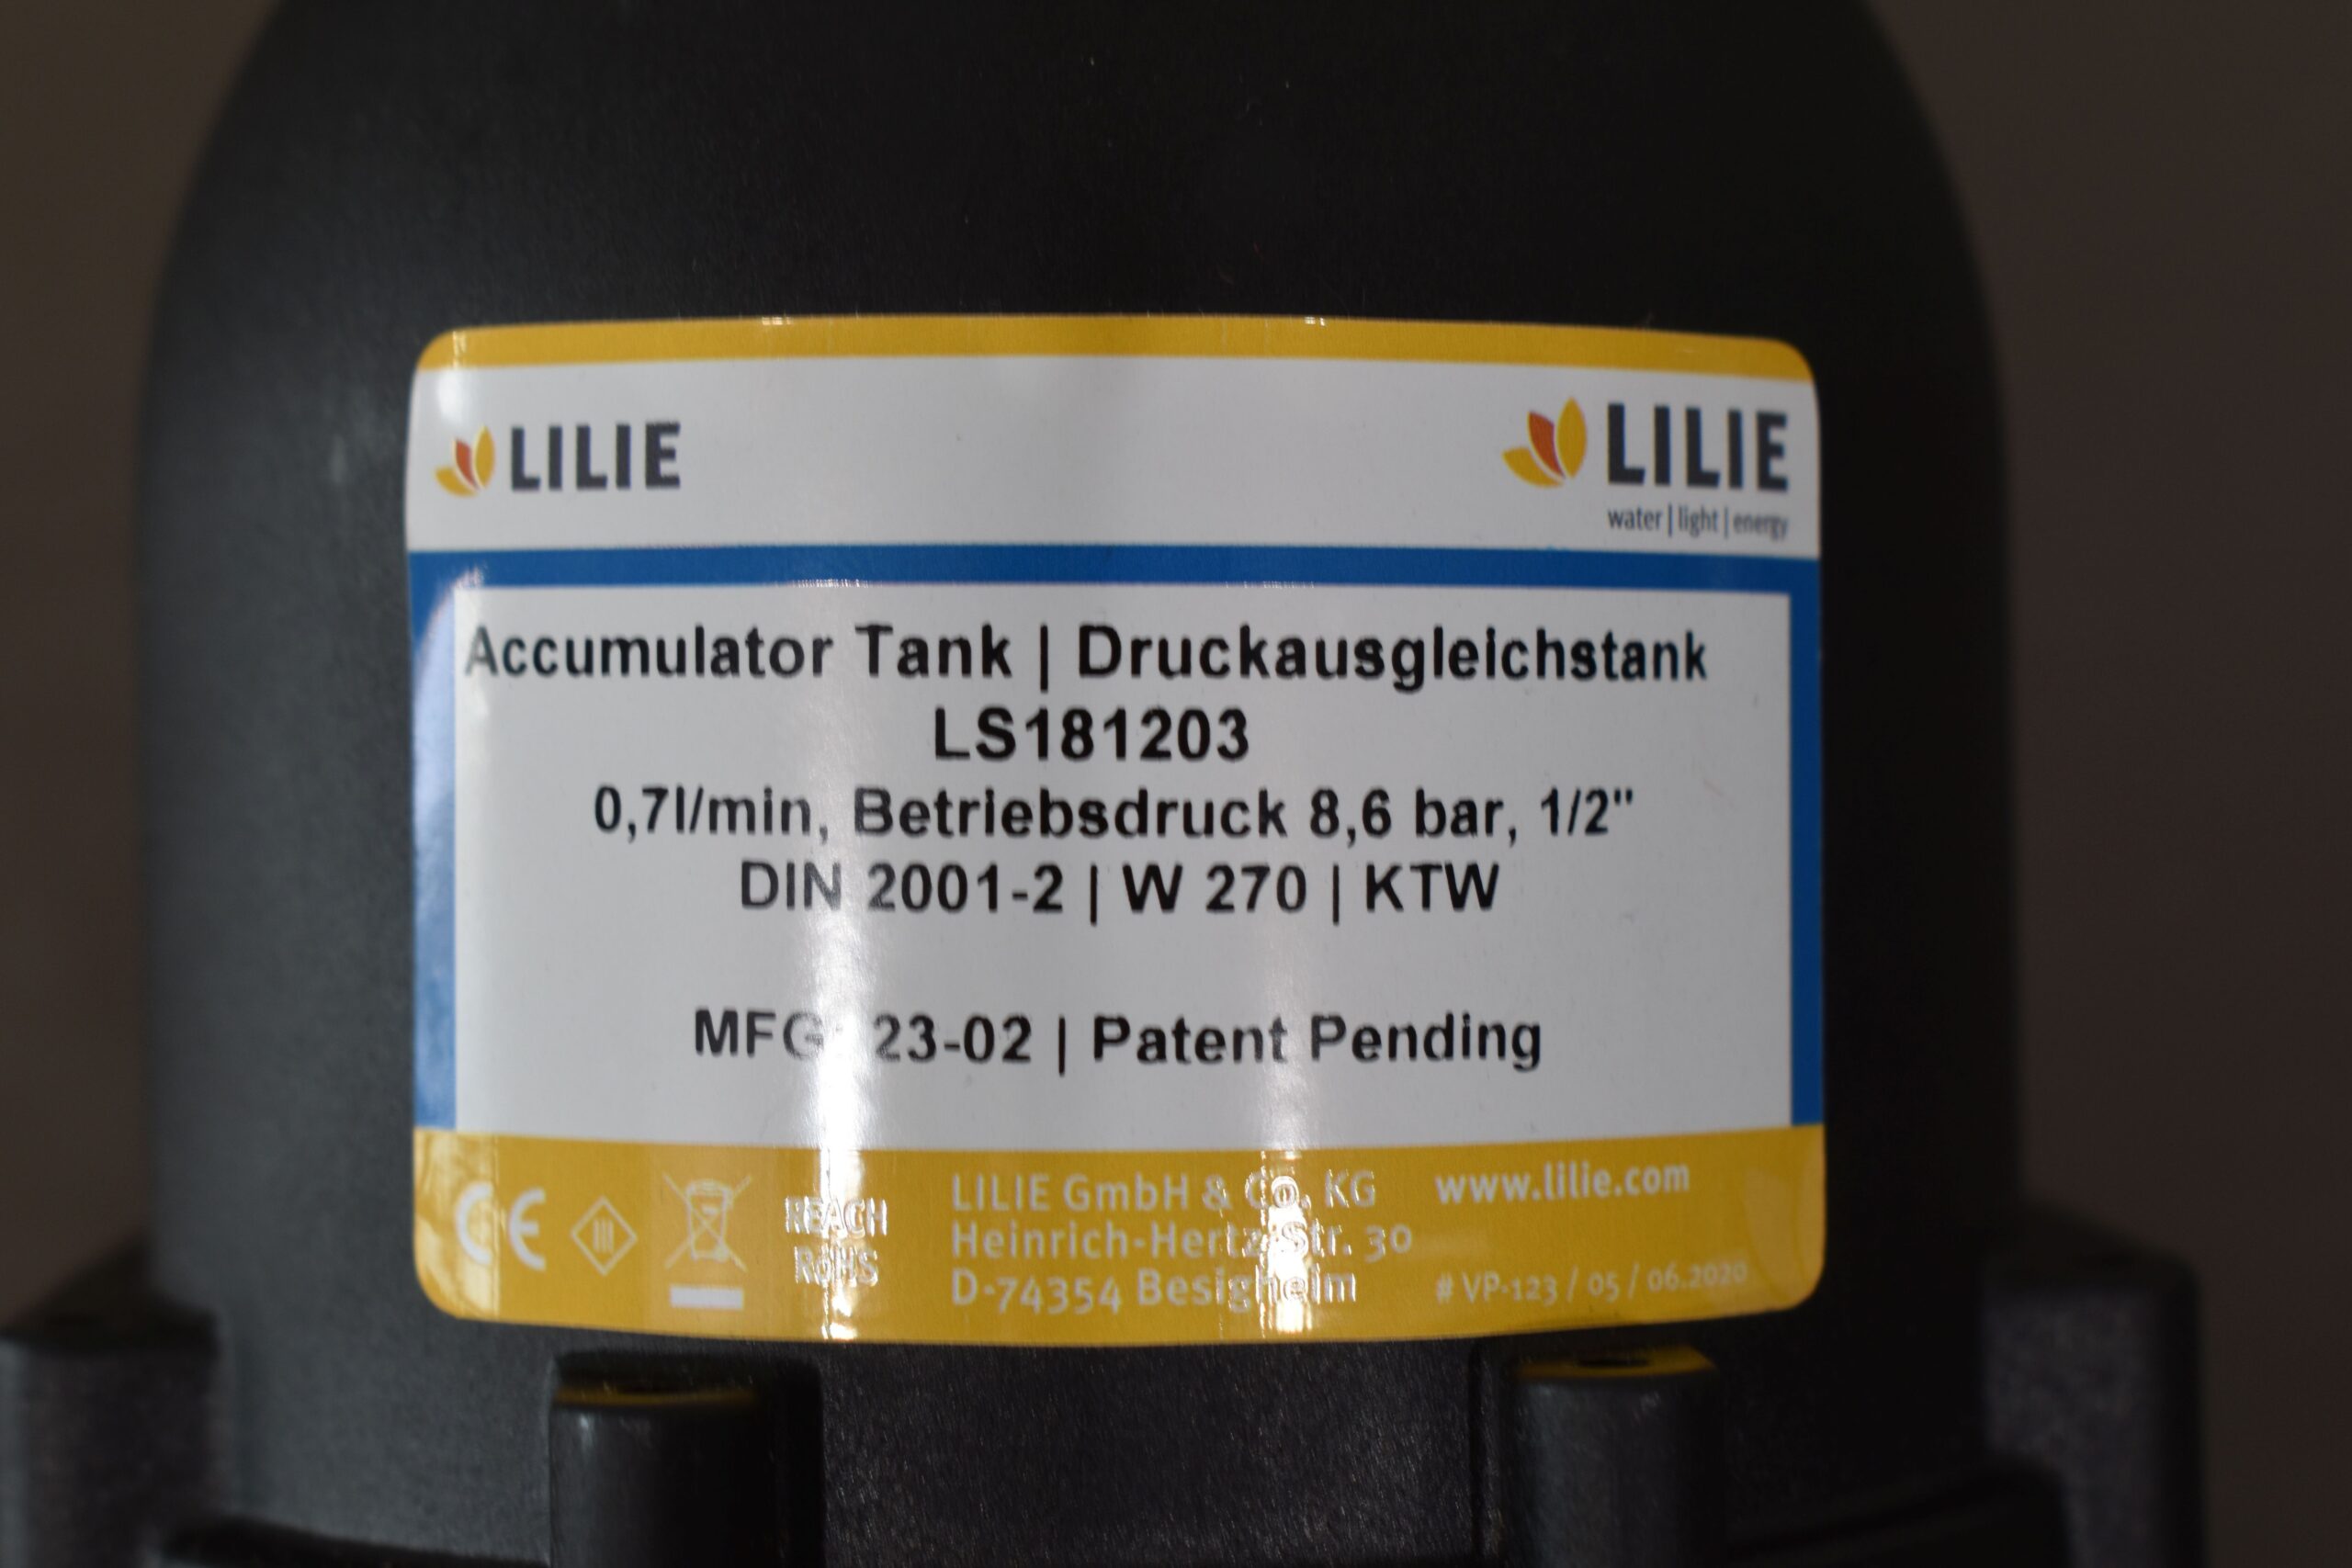 LILIE
LILIE
water | light | energy
Accumulator Tank | Druckausgleichstank
LS181203
0,7l/min, Betriebsdruck 8,6 bar, 1/2"
DIN 2001-2 | W 270 | KTW
MFG: 23-02 | Patent Pending
CE
REACH
RoHS
LILIE GmbH & Co. KG
Heinrich-Hertz-Str. 30
D-74354 Besigheim
www.lilie.com
# VP-123 / 05 / 06.2020